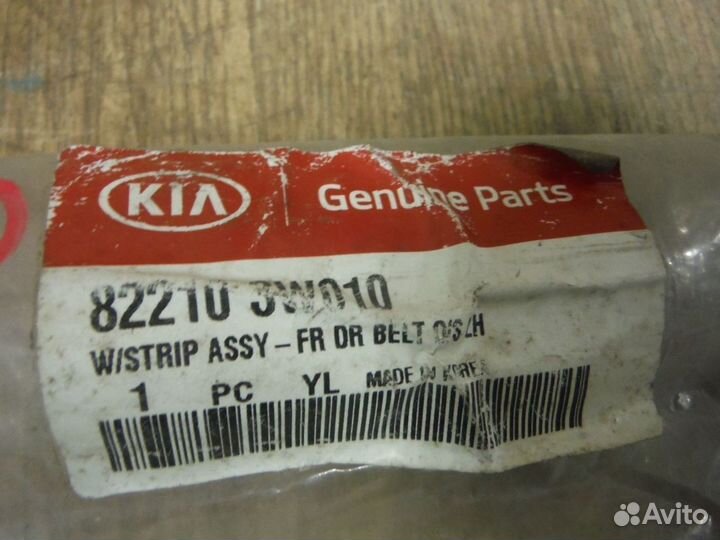 KIA
Genuine Parts
82210 3W010
W/STRIP ASSY-FR DR BELT O/S LH
1 PC YL MADE IN KOREA
Avito